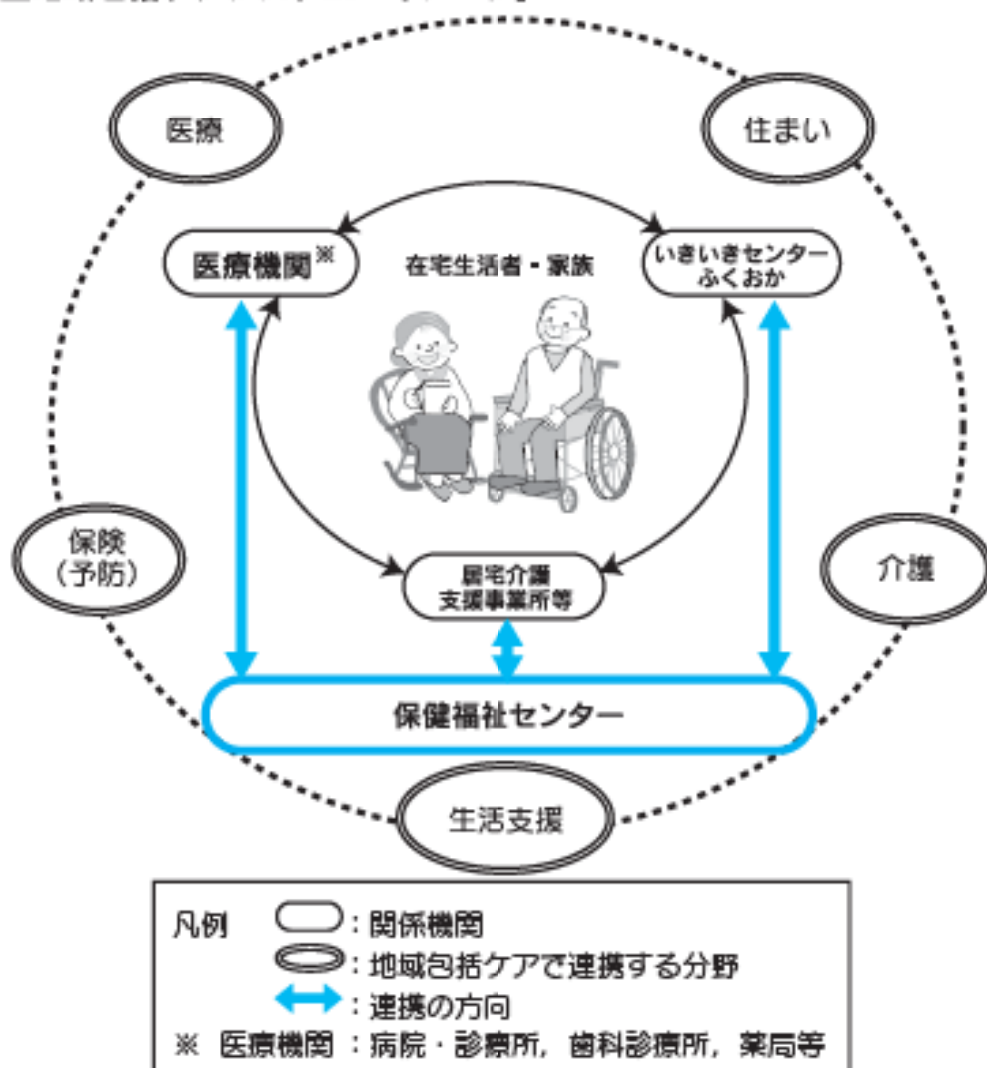 医療
住まい
医療機関※
在宅生活者・家族
いきいきセンター
ふくおか
保険
(予防)
介護
居宅介護
支援事業所等
保健福祉センター
生活支援
凡例
：関係機関
：地域包括ケアで連携する分野
：連携の方向
※ 医療機関：病院・診療所，歯科診療所，薬局等